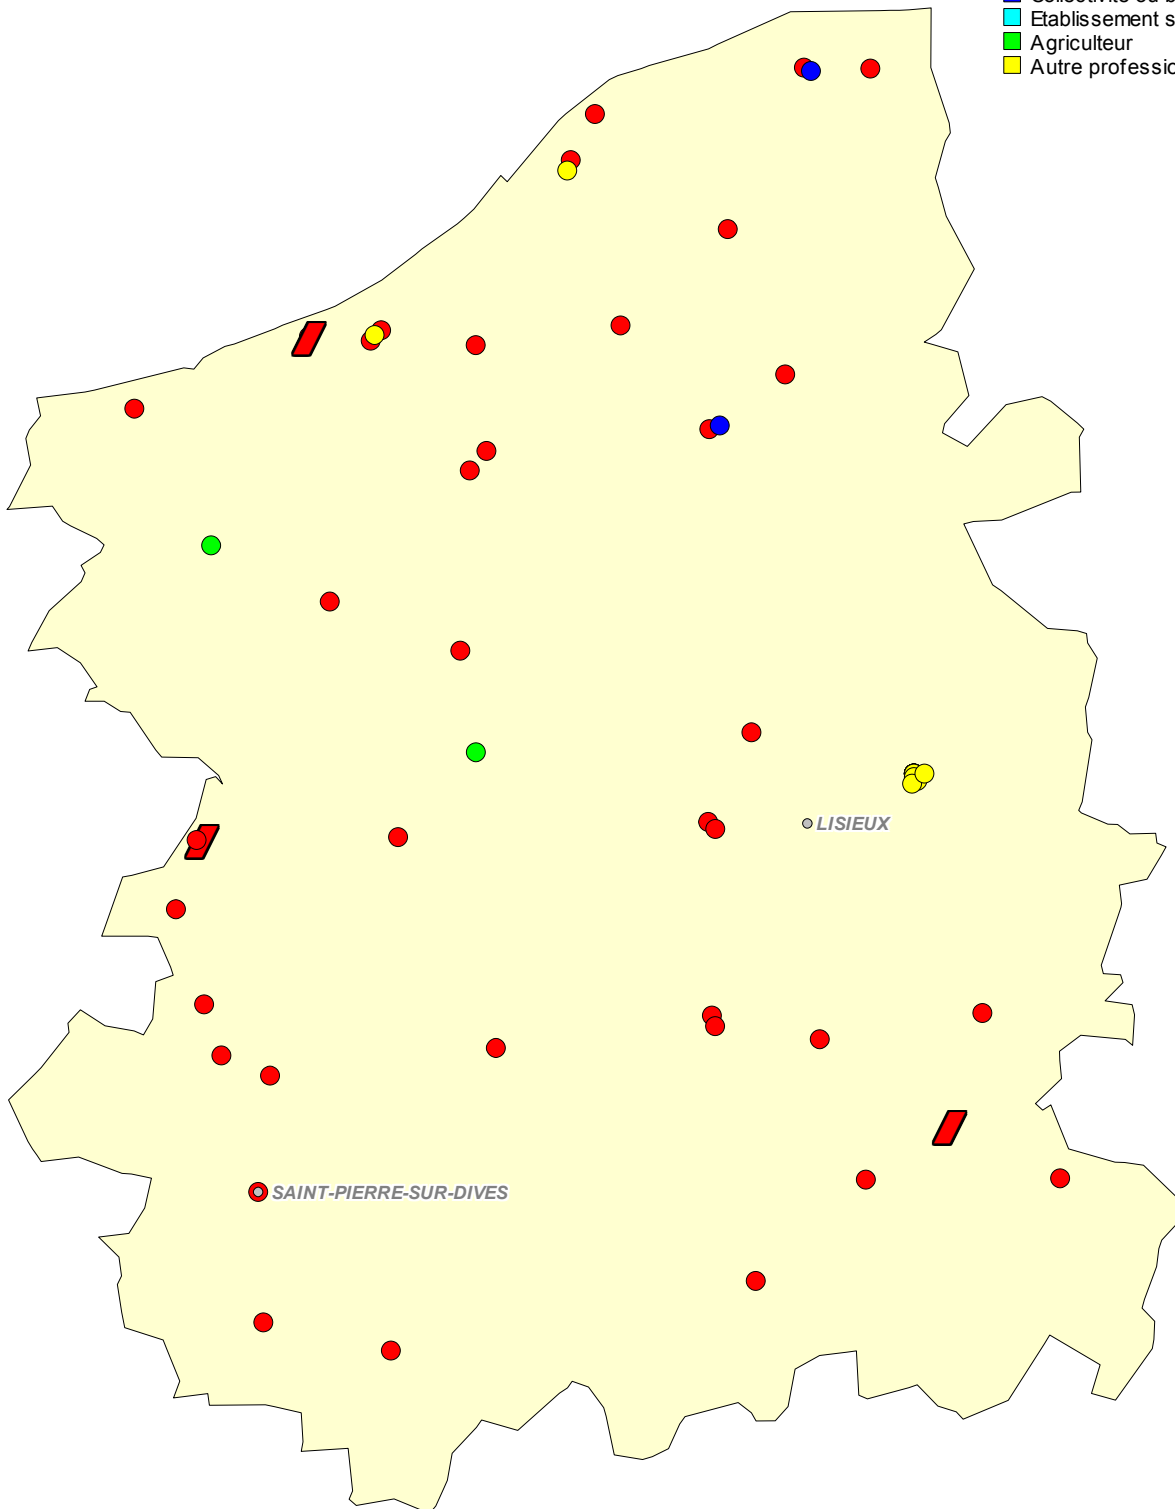 Etablissement s
Agriculteur
Autre professio
LISIEUX
SAINT-PIERRE-SUR-DIVES